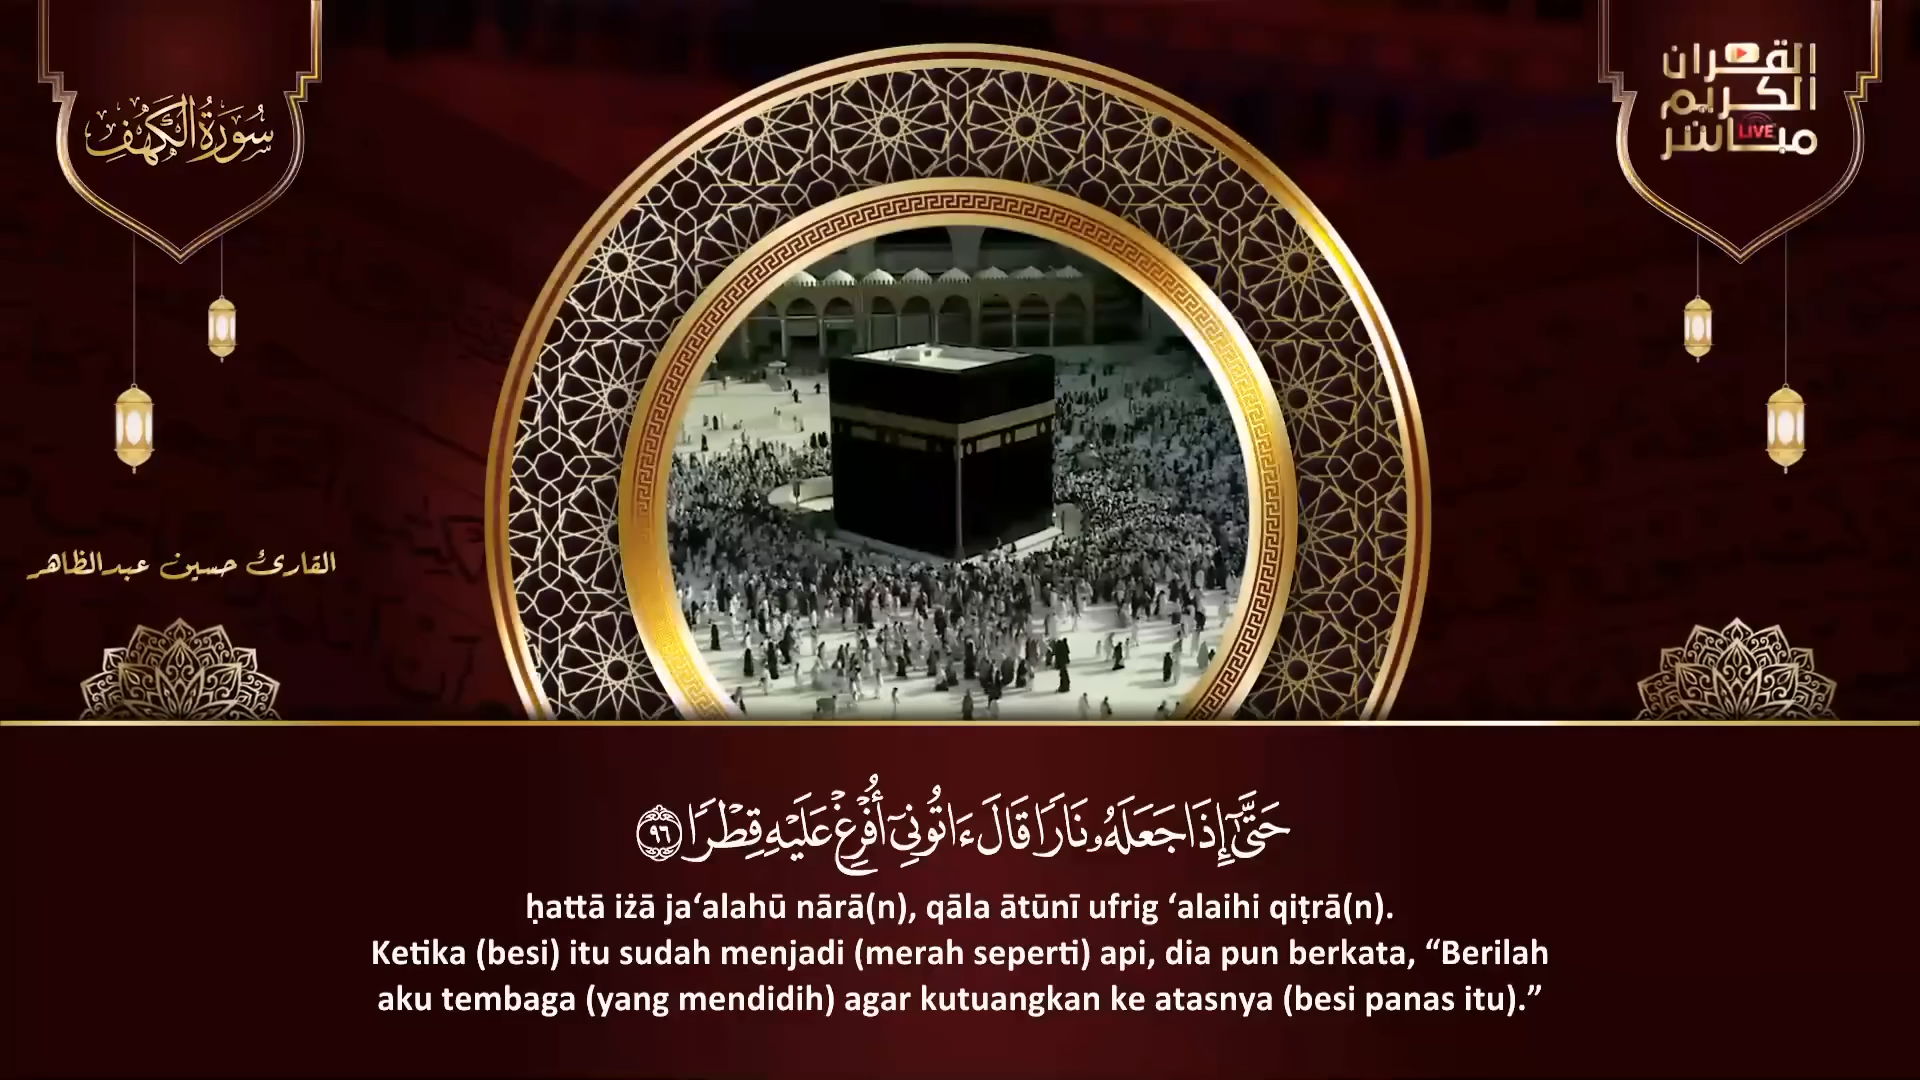 سُورَةُ الكَهْفِ
القرآن
الكريم
مباشر
LIVE
القارئ حسين عبدالظاهر
حَتَّىٰٓ إِذَا جَعَلَهُۥ نَارًا قَالَ ءَاتُونِىٓ أُفْرِغْ عَلَيْهِ قِطْرًا ٩٦
ḥattā iżā ja‘alahū nārā(n), qāla ātūnī ufrig ‘alaihi qiṭrā(n).
Ketika (besi) itu sudah menjadi (merah seperti) api, dia pun berkata, “Berilah
aku tembaga (yang mendidih) agar kutuangkan ke atasnya (besi panas itu).”